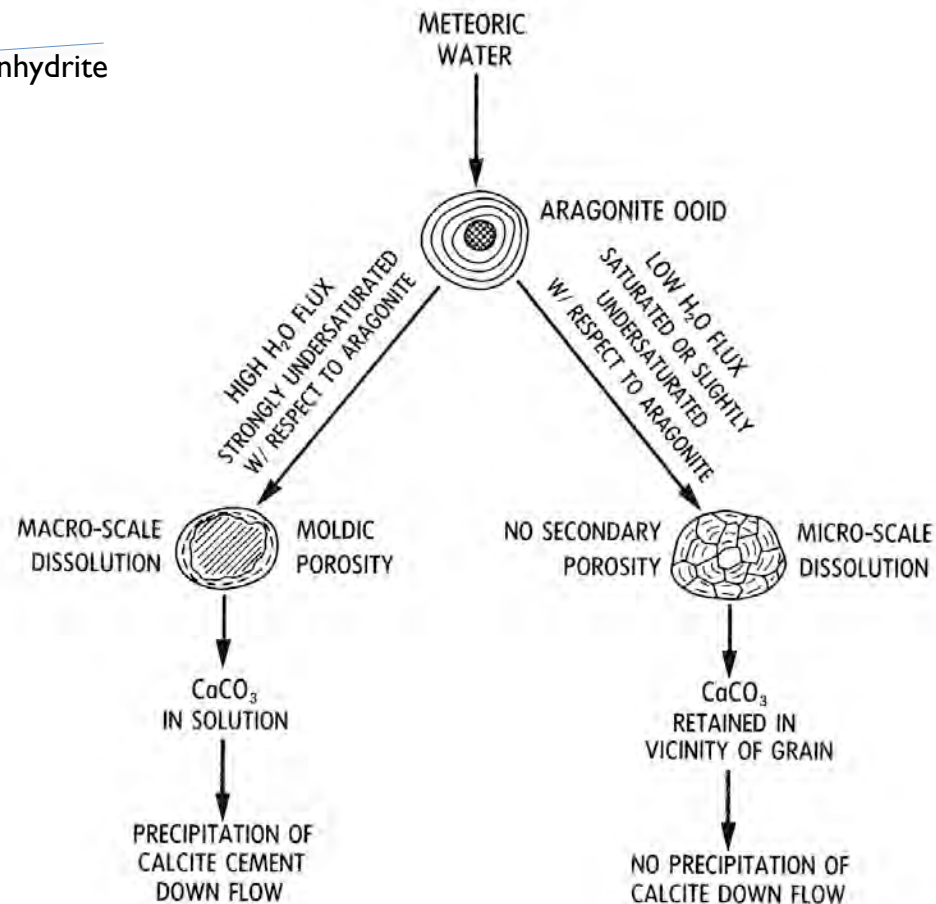 nhydrite
METEORIC
WATER
ARAGONITE OOID
HIGH H₂O FLUX
STRONGLY UNDERSATURATED
W/ RESPECT TO ARAGONITE
LOW H₂O FLUX
SATURATED OR SLIGHTLY
UNDERSATURATED
W/ RESPECT TO ARAGONITE
MACRO-SCALE
DISSOLUTION
MOLDIC
POROSITY
NO SECONDARY
POROSITY
MICRO-SCALE
DISSOLUTION
CaCO₃
IN SOLUTION
CaCO₃
RETAINED IN
VICINITY OF GRAIN
PRECIPITATION OF
CALCITE CEMENT
DOWN FLOW
NO PRECIPITATION OF
CALCITE DOWN FLOW